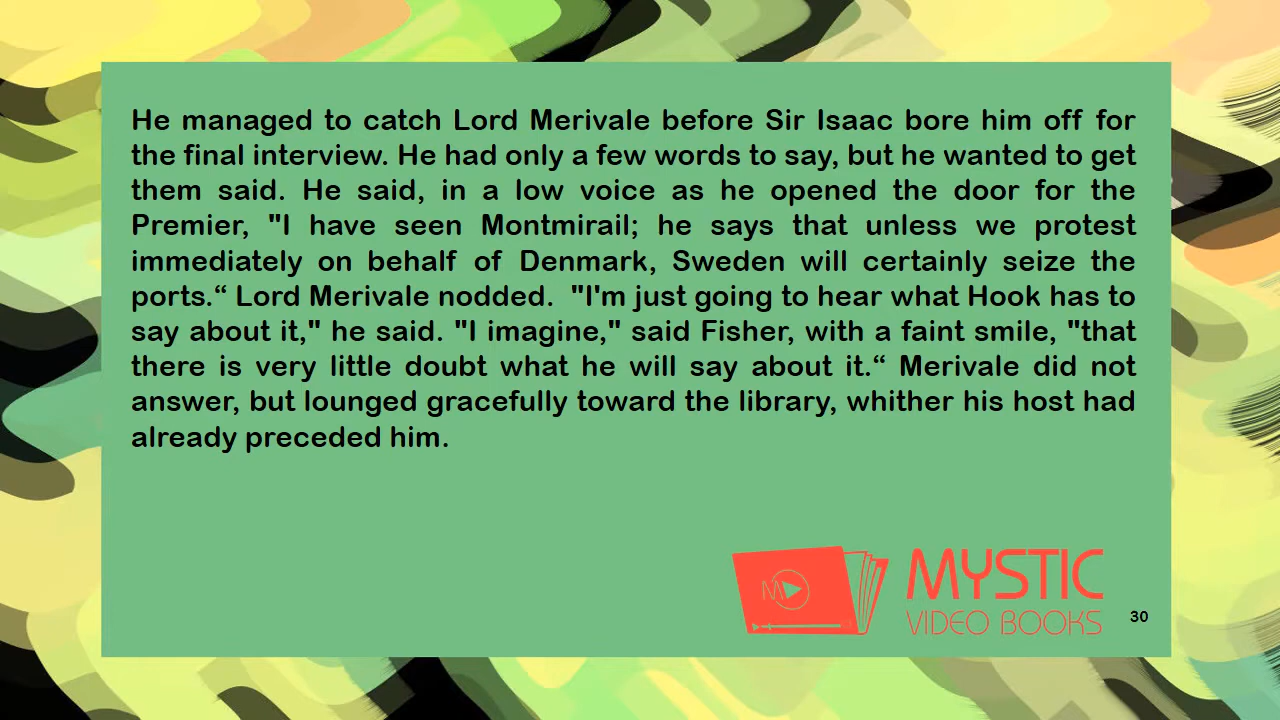 He managed to catch Lord Merivale before Sir Isaac bore him off for
the final interview. He had only a few words to say, but he wanted to get
them said. He said, in a low voice as he opened the door for the
Premier, "I have seen Montmirail; he says that unless we protest
immediately on behalf of Denmark, Sweden will certainly seize the
ports.“ Lord Merivale nodded.  "I'm just going to hear what Hook has to
say about it," he said. "I imagine," said Fisher, with a faint smile, "that
there is very little doubt what he will say about it.“ Merivale did not
answer, but lounged gracefully toward the library, whither his host had
already preceded him.
M
MYSTIC
VIDEO BOOKS
30